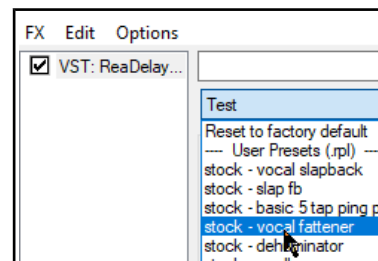 FX Edit Options
VST: ReaDelay...
Test
Reset to factory default
---- User Presets (.rpl) ----
stock - vocal slapback
stock - slap fb
stock - basic 5 tap ping p
stock - vocal fattener
stock - dehominator